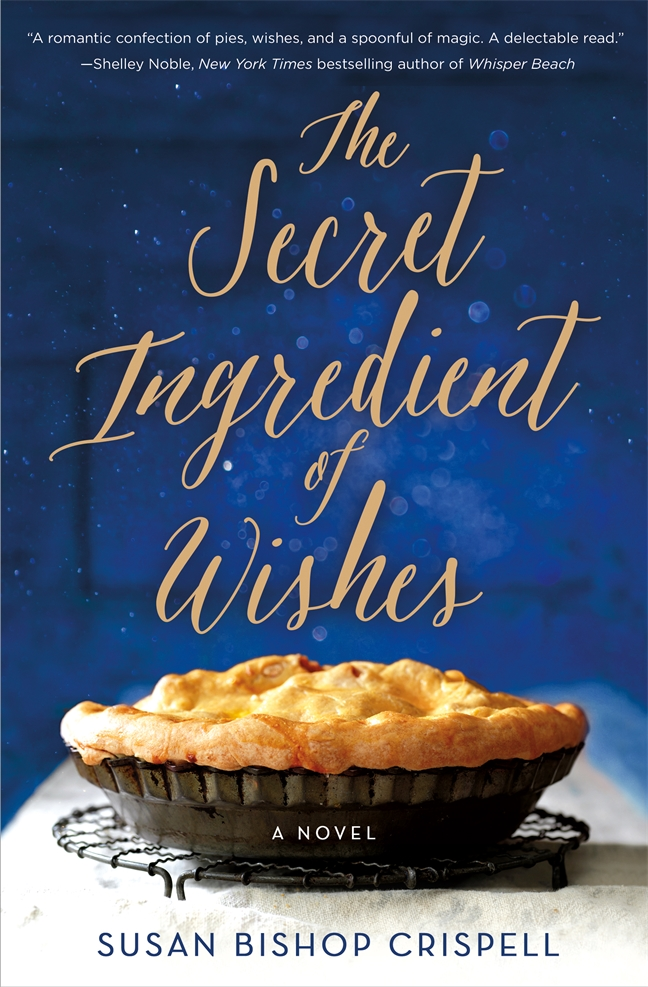 “A romantic confection of pies, wishes, and a spoonful of magic. A delectable read.”
—Shelley Noble, New York Times bestselling author of Whisper Beach
The
Secret
Ingredient
of
Wishes
A NOVEL
SUSAN BISHOP CRISPELL